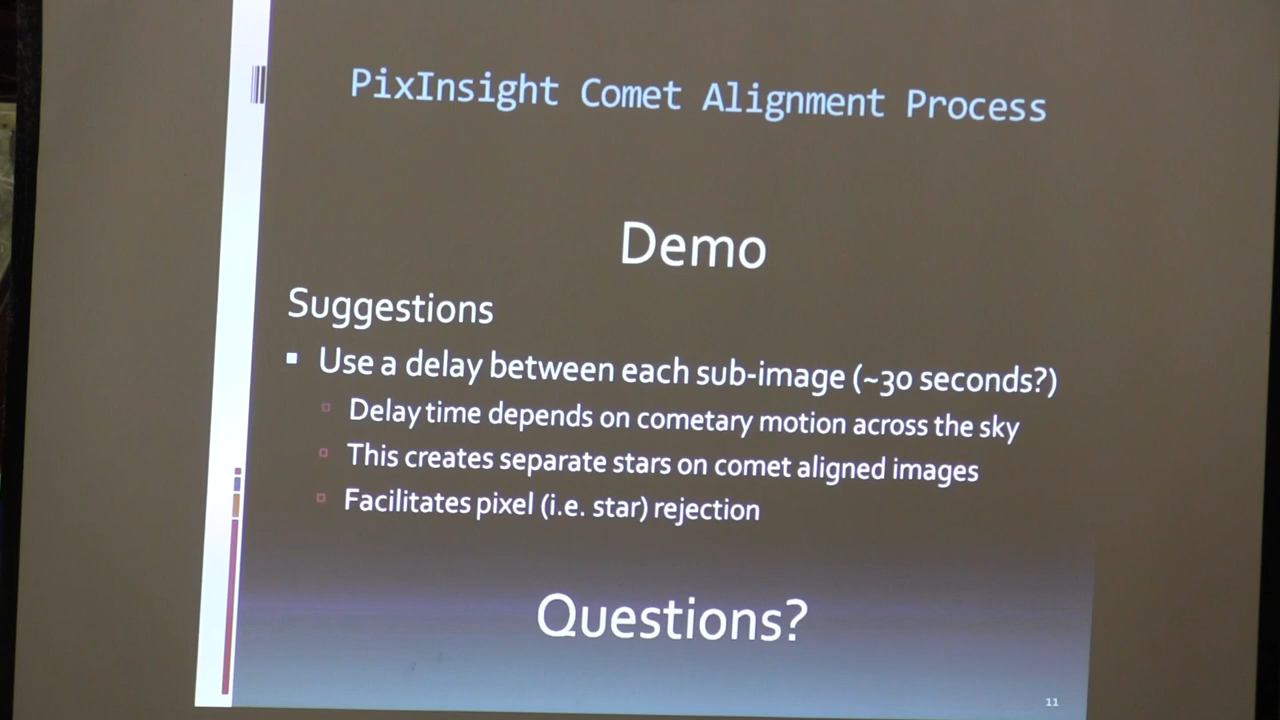 PixInsight Comet Alignment Process
Demo
Suggestions
Use a delay between each sub-image (~30 seconds?)
Delay time depends on cometary motion across the sky
This creates separate stars on comet aligned images
Facilitates pixel (i.e. star) rejection
Questions?
11